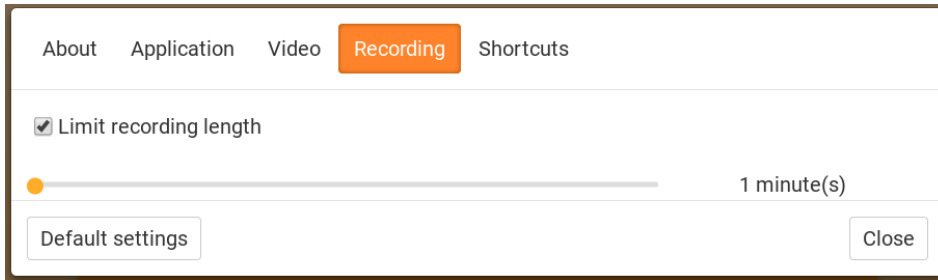 About Application Video Recording Shortcuts
Limit recording length
1 minute(s)
Default settings Close